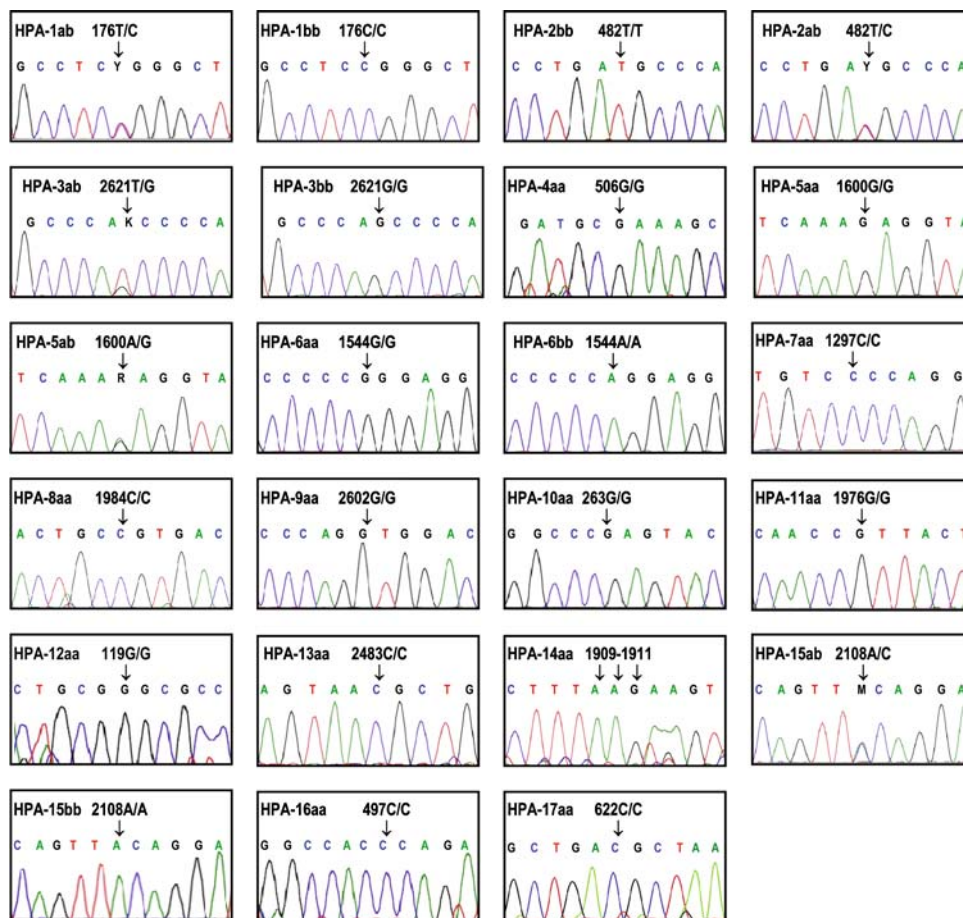 HPA-1ab 176T/C
G C C T C Y G G G C T
HPA-1bb 176C/C
G C C T C C G G G C T
HPA-2bb 482T/T
C C T G A T G C C C A
HPA-2ab 482T/C
C C T G A Y G C C C A
HPA-3ab 2621T/G
G C C C A K C C C C A
HPA-3bb 2621G/G
G C C C A G C C C C A
HPA-4aa 506G/G
G A T G C G A A A G C
HPA-5aa 1600G/G
T C A A A G A G G T A
HPA-5ab 1600A/G
T C A A A R A G G T A
HPA-6aa 1544G/G
C C C C C G G G A G G
HPA-6bb 1544A/A
C C C C C A G G A G G
HPA-7aa 1297C/C
T G T C C C C A G G
HPA-8aa 1984C/C
A C T G C C G T G A C
HPA-9aa 2602G/G
C C C A G G T G G A C
HPA-10aa 263G/G
G G C C C G A G T A C
HPA-11aa 1976G/G
C A A C C G T T A C T
HPA-12aa 119G/G
C T G C G G G C G C C
HPA-13aa 2483C/C
A G T A A C G C T G
HPA-14aa 1909-1911
C T T T A A G A A G T
HPA-15ab 2108A/C
C A G T T M C A G G A
HPA-15bb 2108A/A
C A G T T A C A G G A
HPA-16aa 497C/C
G G C C A C C C A G A
HPA-17aa 622C/C
G C T G A C G C T A A